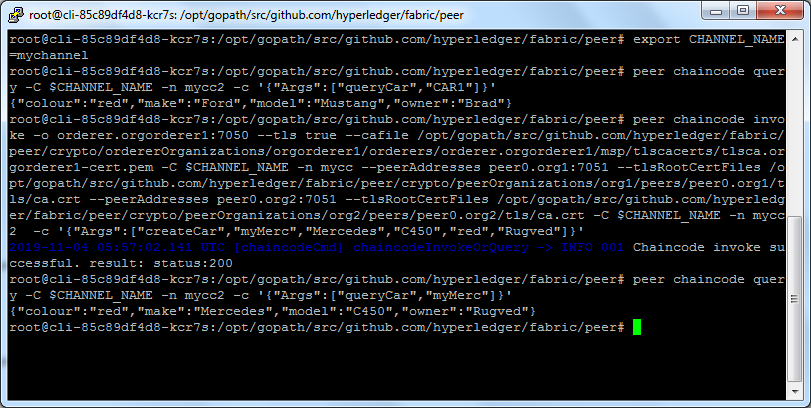 root@cli-85c89df4d8-kcr7s: /opt/gopath/src/github.com/hyperledger/fabric/peer
root@cli-85c89df4d8-kcr7s:/opt/gopath/src/github.com/hyperledger/fabric/peer# export CHANNEL_NAME
=mychannel
root@cli-85c89df4d8-kcr7s:/opt/gopath/src/github.com/hyperledger/fabric/peer# peer chaincode quer
y -C $CHANNEL_NAME -n mycc2 -c '{"Args":["queryCar","CAR1"]}'
{"colour":"red","make":"Ford","model":"Mustang","owner":"Brad"}
root@cli-85c89df4d8-kcr7s:/opt/gopath/src/github.com/hyperledger/fabric/peer# peer chaincode invo
ke -o orderer.orgorderer1:7050 --tls true --cafile /opt/gopath/src/github.com/hyperledger/fabric/
peer/crypto/ordererOrganizations/orgorderer1/orderers/orderer.orgorderer1/msp/tlscacerts/tlsca.or
gorderer1-cert.pem -C $CHANNEL_NAME -n mycc --peerAddresses peer0.org1:7051 --tlsRootCertFiles /o
pt/gopath/src/github.com/hyperledger/fabric/peer/crypto/peerOrganizations/org1/peers/peer0.org1/t
ls/ca.crt --peerAddresses peer0.org2:7051 --tlsRootCertFiles /opt/gopath/src/github.com/hyperledg
er/fabric/peer/crypto/peerOrganizations/org2/peers/peer0.org2/tls/ca.crt -C $CHANNEL_NAME -n mycc
2  -c '{"Args":["createCar","myMerc","Mercedes","C450","red","Rugved"]}'
2019-11-04 05:57:02.141 UTC [chaincodeCmd] chaincodeInvokeOrQuery -> INFO 001 Chaincode invoke su
ccessful. result: status:200
root@cli-85c89df4d8-kcr7s:/opt/gopath/src/github.com/hyperledger/fabric/peer# peer chaincode quer
y -C $CHANNEL_NAME -n mycc2 -c '{"Args":["queryCar","myMerc"]}'
{"colour":"red","make":"Mercedes","model":"C450","owner":"Rugved"}
root@cli-85c89df4d8-kcr7s:/opt/gopath/src/github.com/hyperledger/fabric/peer#